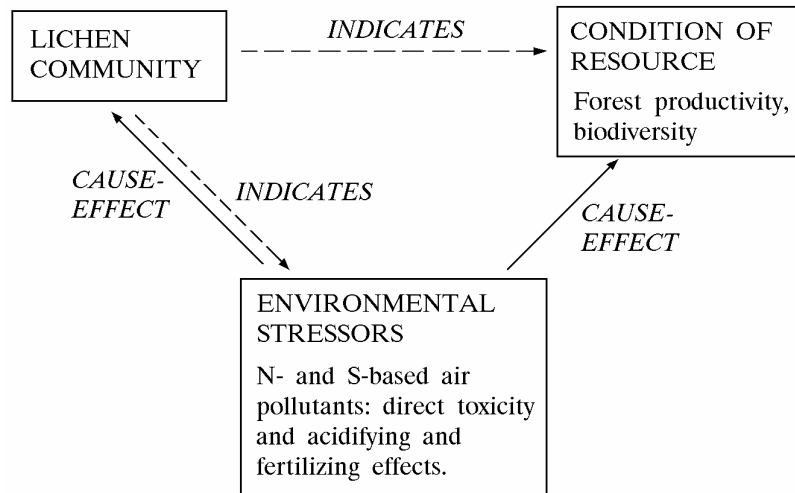 INDICATES
LICHEN
COMMUNITY
CONDITION OF
RESOURCE
Forest productivity,
biodiversity
CAUSE-
EFFECT
INDICATES
CAUSE-
EFFECT
ENVIRONMENTAL
STRESSORS
N- and S-based air
pollutants: direct toxicity
and acidifying and
fertilizing effects.